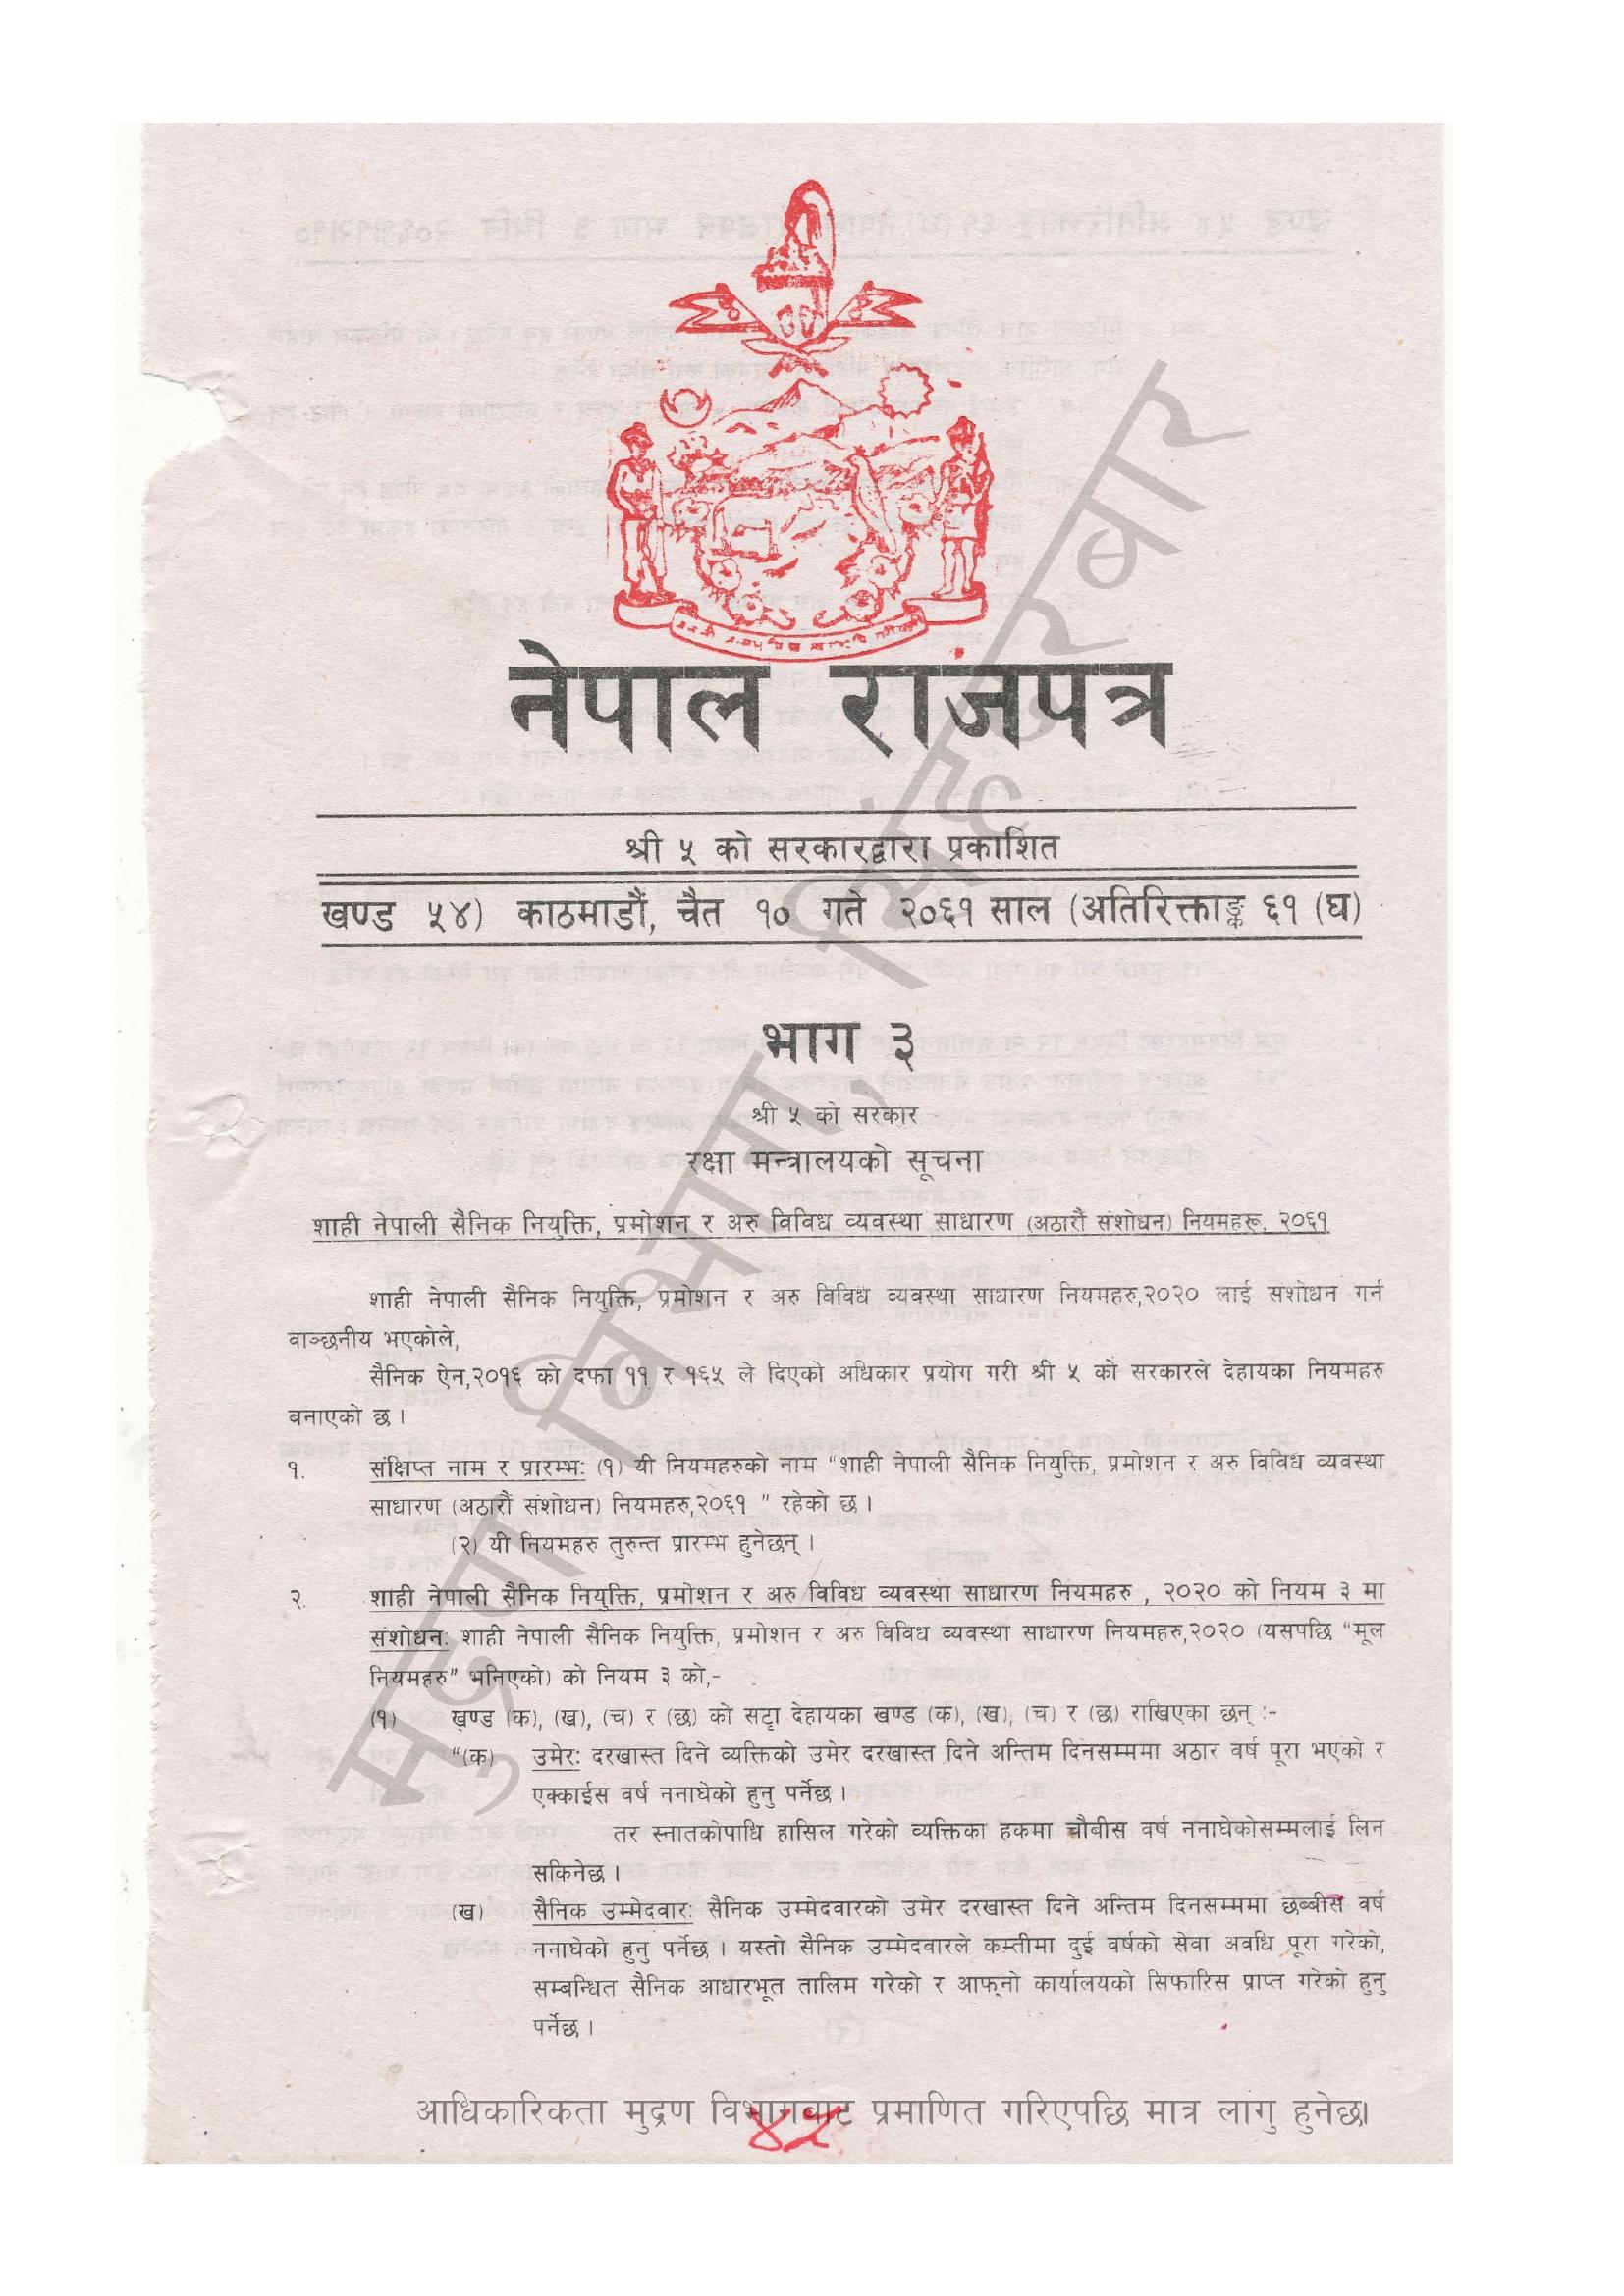 नेपाल राजपत्र
श्री ५ को सरकारद्वारा प्रकाशित
खण्ड ५४) काठमाडौं, चैत १० गते २०६१ साल (अतिरिक्ताङ्क ६१ (घ)
भाग ३
श्री ५ को सरकार
रक्षा मन्त्रालयको सूचना
शाही नेपाली सैनिक नियुक्ति, प्रमोशन र अरु विविध व्यवस्था साधारण (अठारौं संशोधन) नियमहरू, २०६१
शाही नेपाली सैनिक नियुक्ति, प्रमोशन र अरु विविध व्यवस्था साधारण नियमहरु,२०२० लाई संशोधन गर्न
वाञ्छनीय भएकोले,
सैनिक ऐन,२०१६ को दफा ११ र १६५ ले दिएको अधिकार प्रयोग गरी श्री ५ को सरकारले देहायका नियमहरु
बनाएको छ ।
१. संक्षिप्त नाम र प्रारम्भः (१) यी नियमहरुको नाम “शाही नेपाली सैनिक नियुक्ति, प्रमोशन र अरु विविध व्यवस्था
साधारण (अठारौं संशोधन) नियमहरु,२०६१ ” रहेको छ ।
(२) यी नियमहरु तुरुन्त प्रारम्भ हुनेछन् ।
२. शाही नेपाली सैनिक नियुक्ति, प्रमोशन र अरु विविध व्यवस्था साधारण नियमहरु , २०२० को नियम ३ मा
संशोधनः शाही नेपाली सैनिक नियुक्ति, प्रमोशन र अरु विविध व्यवस्था साधारण नियमहरु,२०२० (यसपछि “मूल
नियमहरु” भनिएको) को नियम ३ को,-
(१) खण्ड (क), (ख), (च) र (छ) को सट्टा देहायका खण्ड (क), (ख), (च) र (छ) राखिएका छन् :-
“(क) उमेरः दरखास्त दिने व्यक्तिको उमेर दरखास्त दिने अन्तिम दिनसम्ममा अठार वर्ष पूरा भएको र
एक्काईस वर्ष ननाघेको हुनु पर्नेछ ।
तर स्नातकोपाधि हासिल गरेको व्यक्तिका हकमा चौबीस वर्ष ननाघेकोसम्मलाई लिन
सकिनेछ ।
(ख) सैनिक उम्मेदवारः सैनिक उम्मेदवारको उमेर दरखास्त दिने अन्तिम दिनसम्ममा छब्बीस वर्ष
ननाघेको हुनु पर्नेछ । यस्तो सैनिक उम्मेदवारले कम्तीमा दुई वर्षको सेवा अवधि पूरा गरेको,
सम्बन्धित सैनिक आधारभूत तालिम गरेको र आफ्नो कार्यालयको सिफारिस प्राप्त गरेको हुनु
पर्नेछ ।
आधिकारिकता मुद्रण विभागबाट प्रमाणित गरिएपछि मात्र लागु हुनेछ।
४५
मुद्रण विभाग, सिंहदरबार